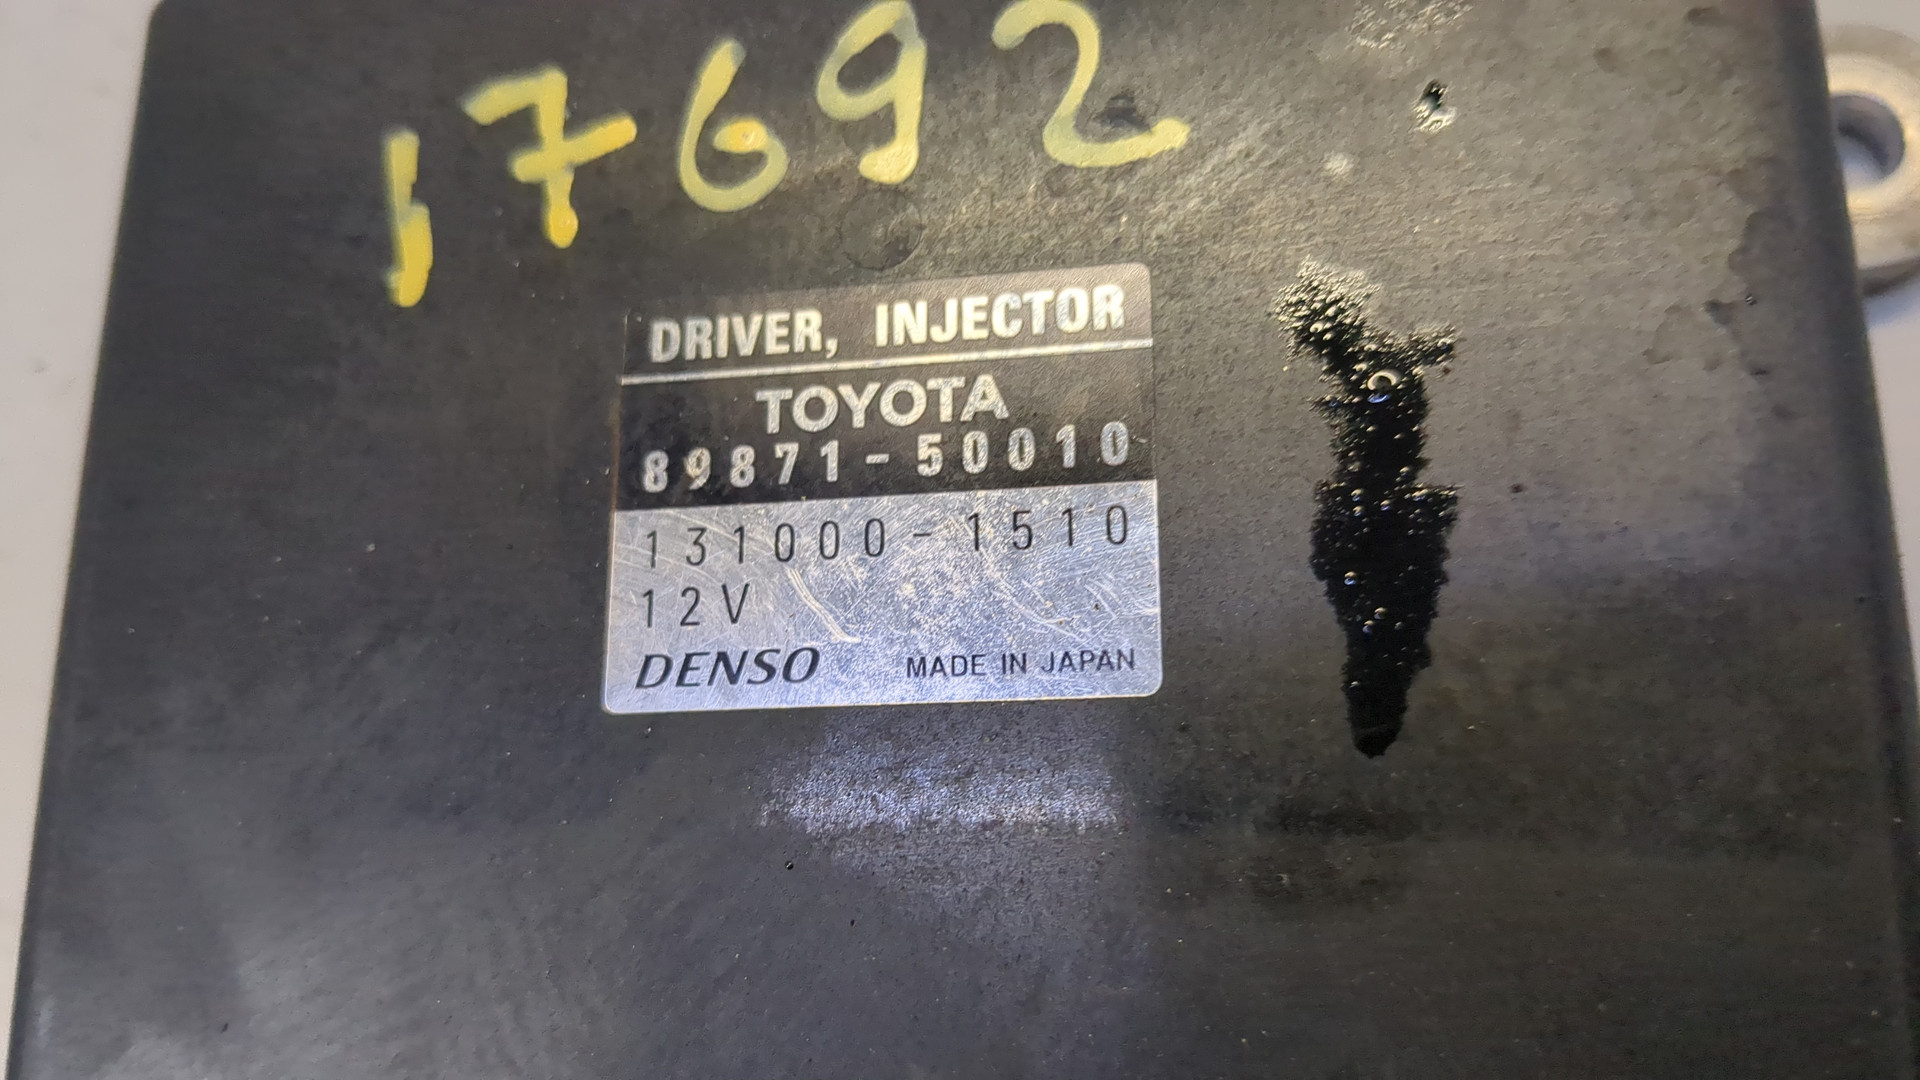 17692
DRIVER, INJECTOR
TOYOTA
89871-50010
131000-1510
12V
DENSO MADE IN JAPAN